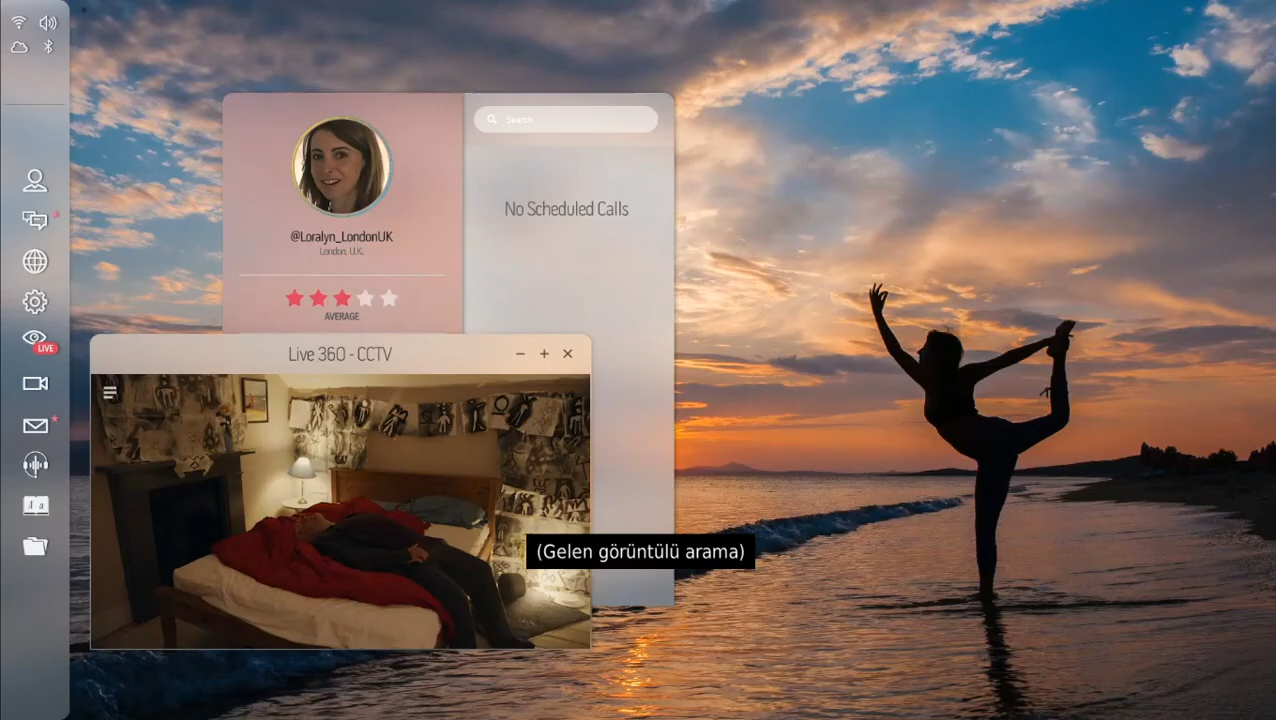 Search
@Loralyn_LondonUK
London, U.K.
No Scheduled Calls
AVERAGE
Live 360 - CCTV
LIVE
A a
(Gelen görüntülü arama)